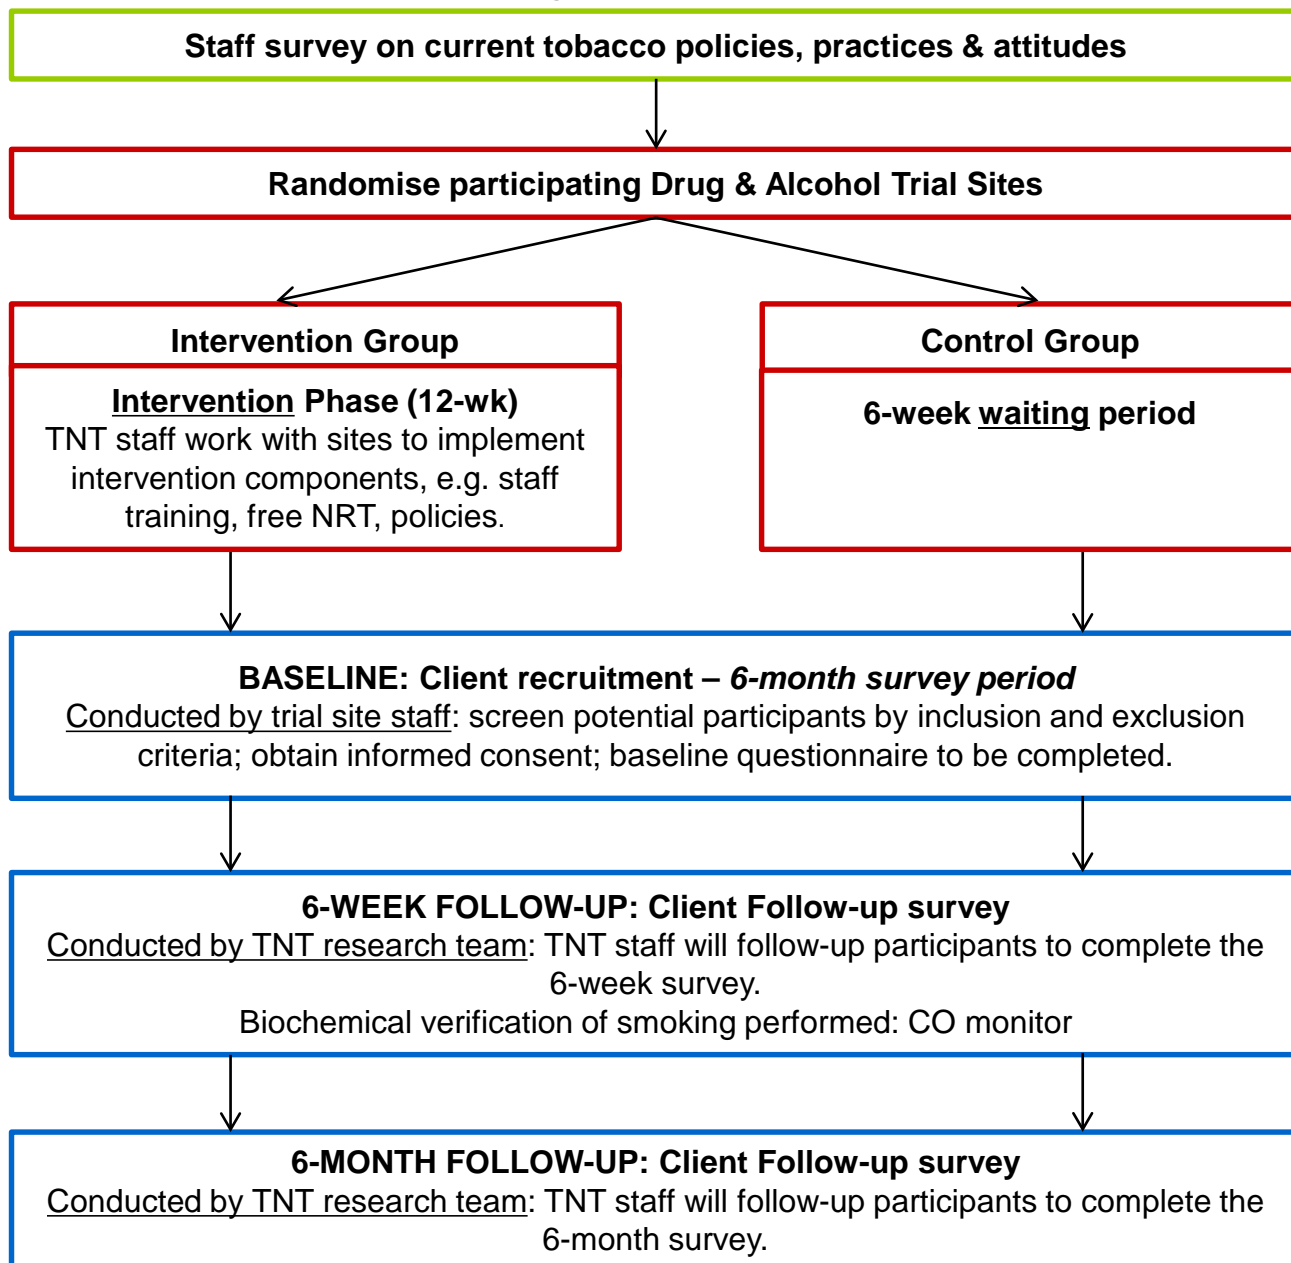 Staff survey on current tobacco policies, practices & attitudes
Randomise participating Drug & Alcohol Trial Sites
Intervention Group
Intervention Phase (12-wk)
TNT staff work with sites to implement
intervention components, e.g. staff
training, free NRT, policies.
Control Group
6-week waiting period
BASELINE: Client recruitment – 6-month survey period
Conducted by trial site staff: screen potential participants by inclusion and exclusion
criteria; obtain informed consent; baseline questionnaire to be completed.
6-WEEK FOLLOW-UP: Client Follow-up survey
Conducted by TNT research team: TNT staff will follow-up participants to complete the
6-week survey.
Biochemical verification of smoking performed: CO monitor
6-MONTH FOLLOW-UP: Client Follow-up survey
Conducted by TNT research team: TNT staff will follow-up participants to complete the
6-month survey.